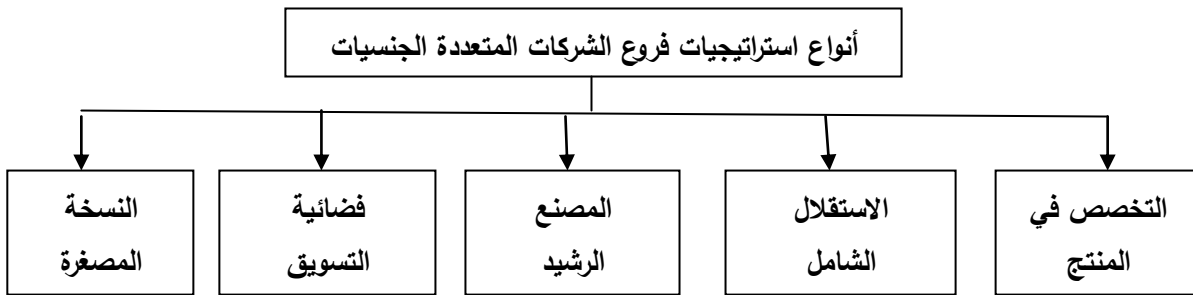 أنواع استراتيجيات فروع الشركات المتعددة الجنسيات
التخصص في
المنتج
الاستقلال
الشامل
المصنع
الرشيد
فضائية
التسويق
النسخة
المصغرة